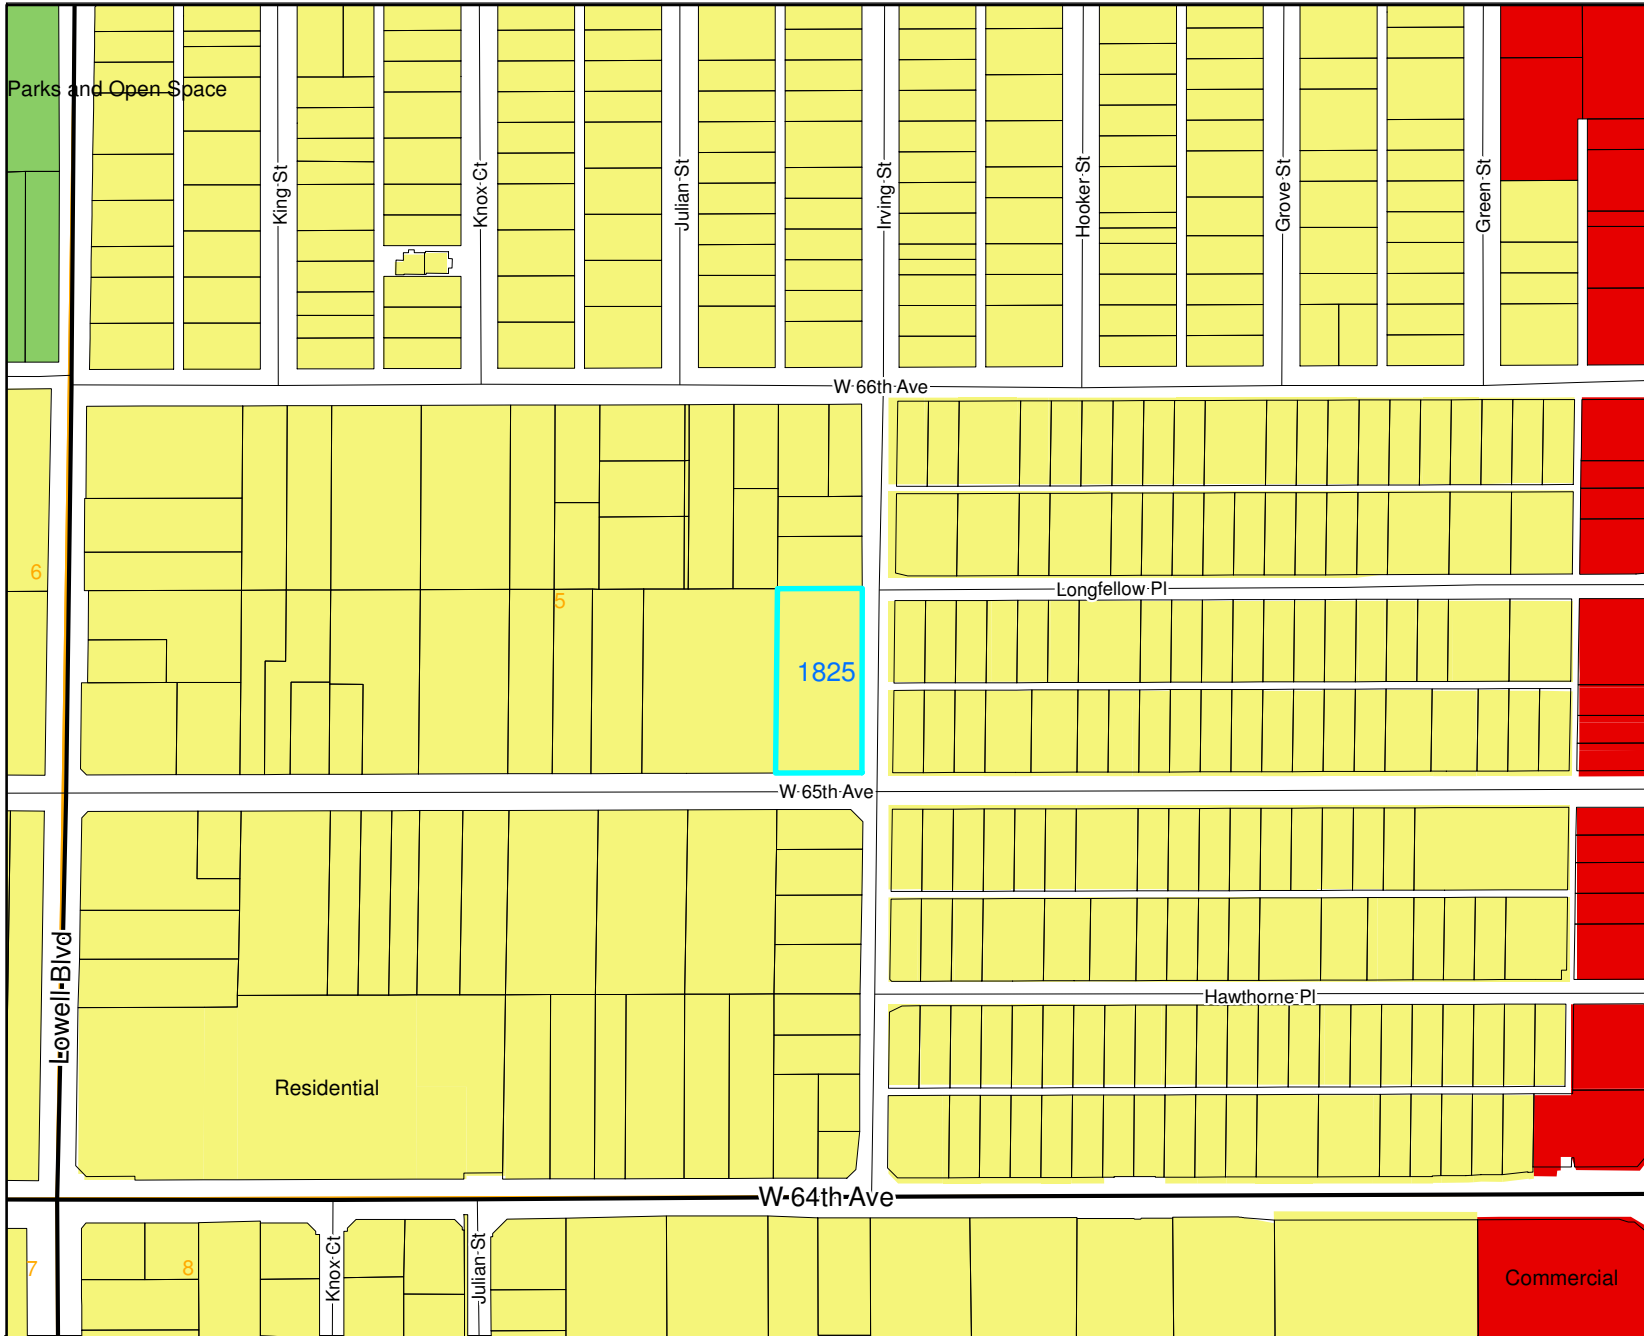 Parks and Open Space
King St
Knox Ct
Julian St
Irving St
Hooker St
Grove St
Green St
W 66th Ave
6
5
Longfellow Pl
1825
W 65th Ave
Lowell Blvd
Hawthorne Pl
Residential
W 64th Ave
7
8
Knox Ct
Julian St
Commercial